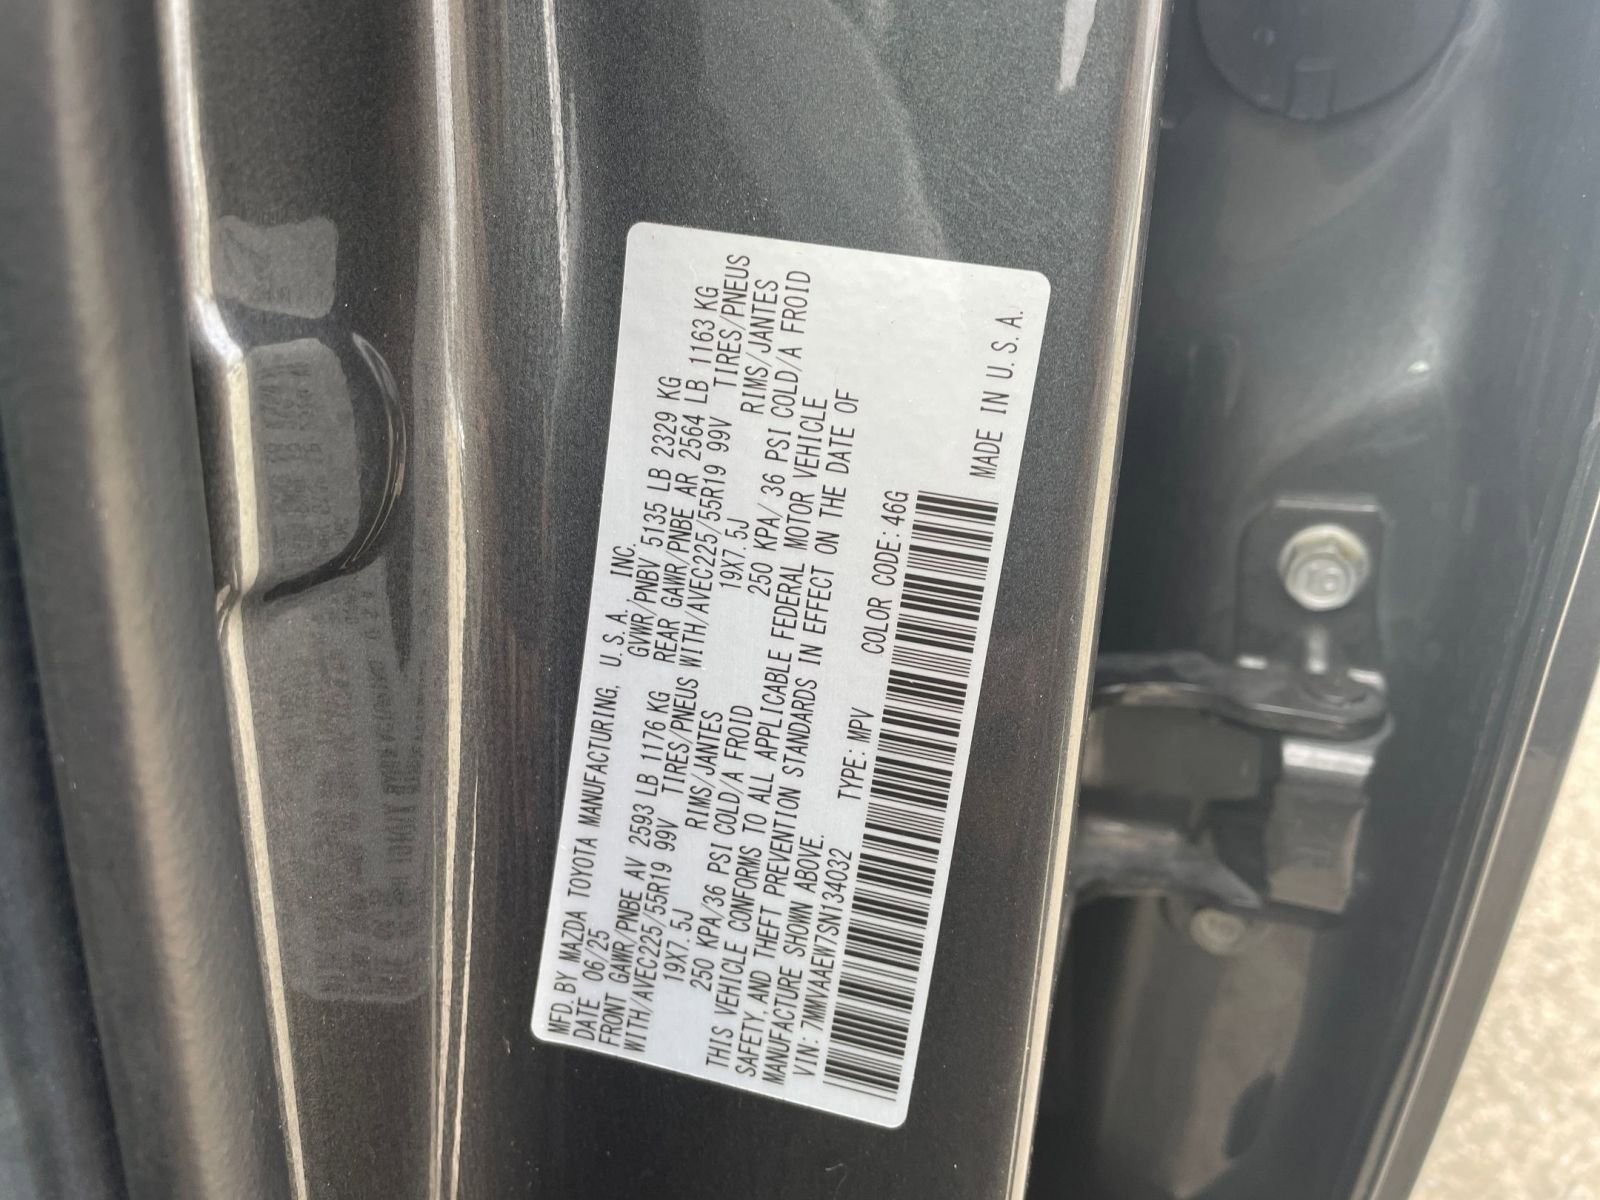 MFD. BY MAZDA TOYOTA MANUFACTURING, U.S.A. INC.
DATE 06/25 GVWR/PNBV 5135 LB 2329 KG
FRONT GAWR/PNBE AV 2593 LB 1176 KG REAR GAWR/PNBE AR 2564 LB 1163 KG
WITH/AVEC225/55R19 99V TIRES/PNEUS WITH/AVEC225/55R19 99V TIRES/PNEUS
19X7.5J RIMS/JANTES 19X7.5J RIMS/JANTES
250 KPA/36 PSI COLD/A FROID 250 KPA/36 PSI COLD/A FROID
THIS VEHICLE CONFORMS TO ALL APPLICABLE FEDERAL MOTOR VEHICLE
SAFETY, AND THEFT PREVENTION STANDARDS IN EFFECT ON THE DATE OF
MANUFACTURE SHOWN ABOVE.
VIN: 7MMVAAEW7SN134032 TYPE: MPV COLOR CODE: 46G
MADE IN U.S.A.
10